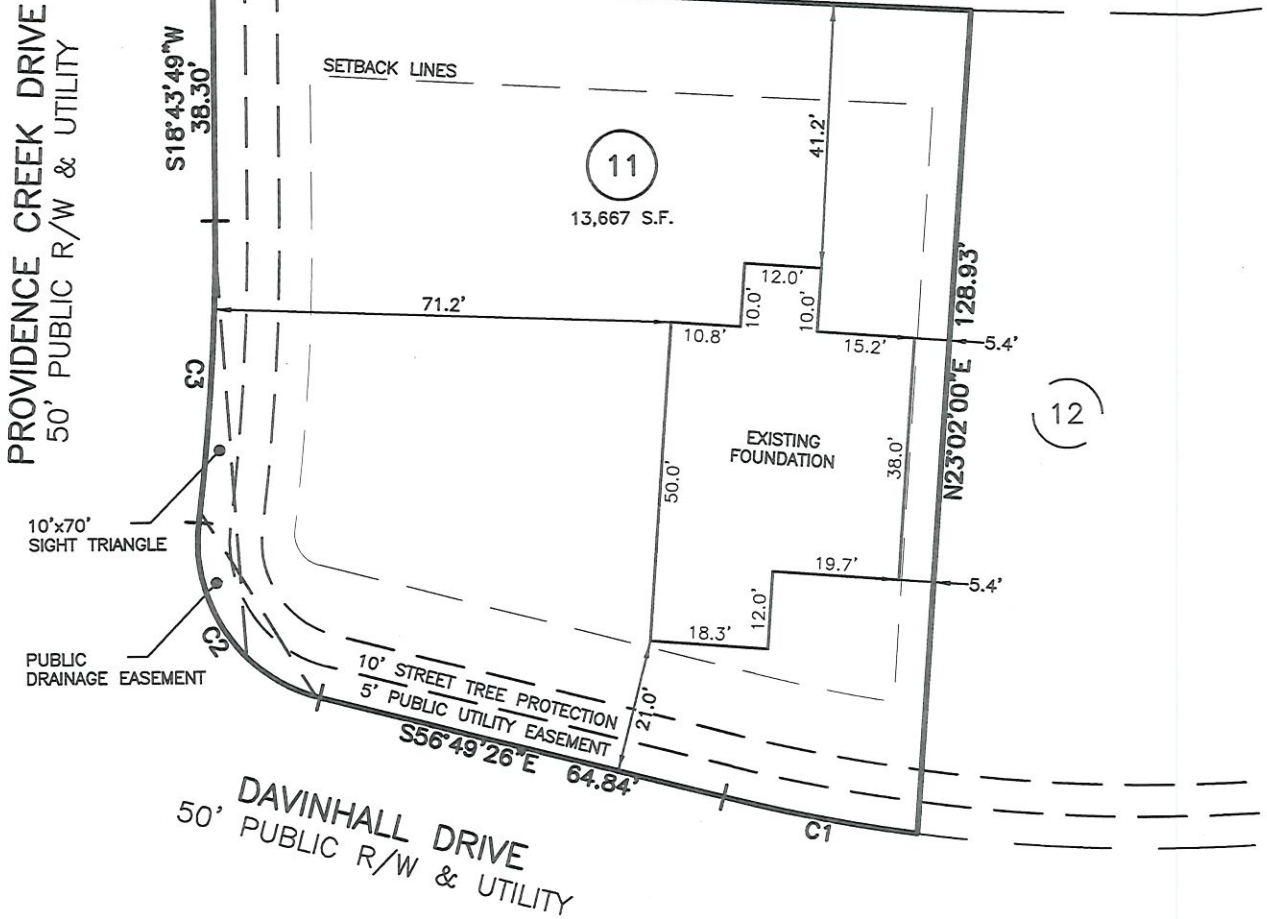 PROVIDENCE CREEK DRIVE
50' PUBLIC R/W & UTILITY
S18°43'49"W
38.30'
SETBACK LINES
11
13,667 S.F.
41.2'
12.0'
10.0'
10.0'
71.2'
10.8'
15.2'
5.4'
128.93'
N23°02'00"E
12
C3
EXISTING
FOUNDATION
50.0'
38.0'
10'x70'
SIGHT TRIANGLE
19.7'
5.4'
12.0'
18.3'
C2
PUBLIC
DRAINAGE EASEMENT
10' STREET TREE PROTECTION
5' PUBLIC UTILITY EASEMENT
21.0'
S56°49'26"E 64.84'
C1
DAVINHALL DRIVE
50' PUBLIC R/W & UTILITY